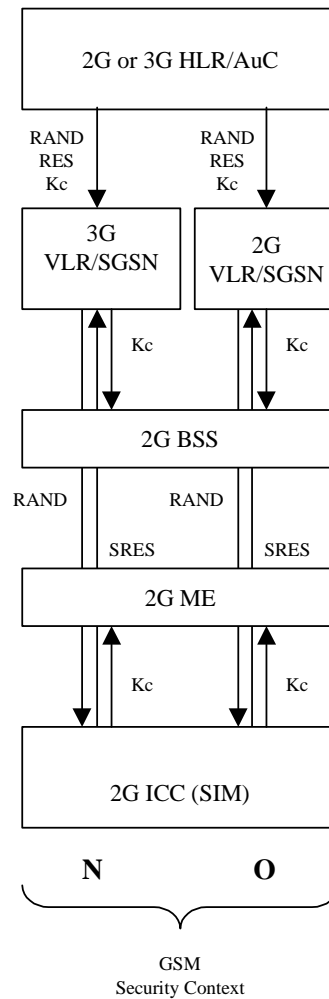 2G or 3G HLR/AuC
RAND
RES
Kc
RAND
RES
Kc
3G
VLR/SGSN
2G
VLR/SGSN
Kc
Kc
2G BSS
RAND
RAND
SRES
SRES
2G ME
Kc
Kc
2G ICC (SIM)
N
O
GSM
Security Context